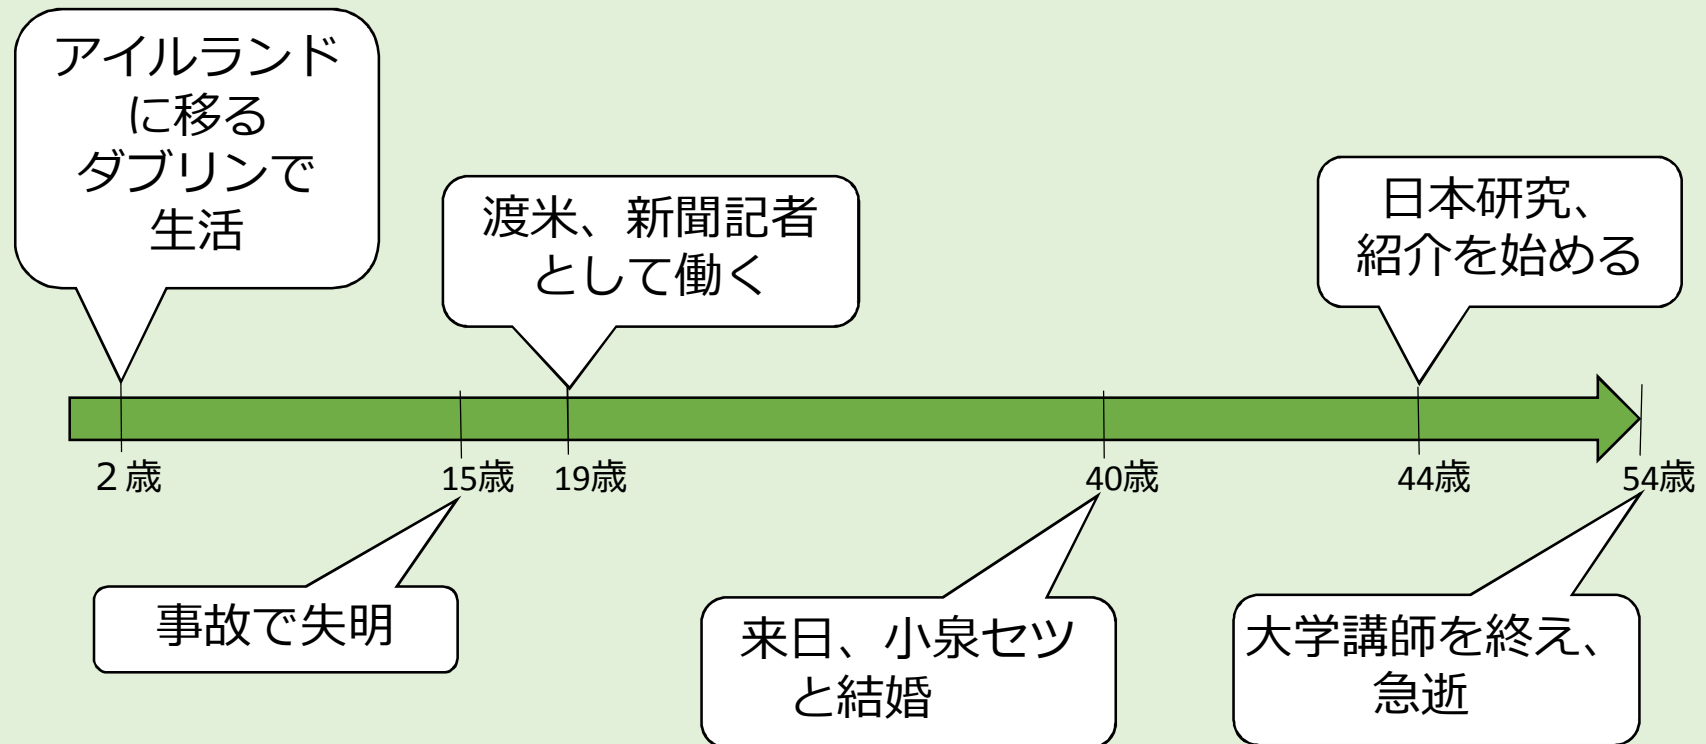 アイルランド
に移る
ダブリンで
生活
渡米、新聞記者
として働く
日本研究、
紹介を始める
２歳
15歳
19歳
40歳
44歳
54歳
事故で失明
来日、小泉セツ
と結婚
大学講師を終え、
急逝